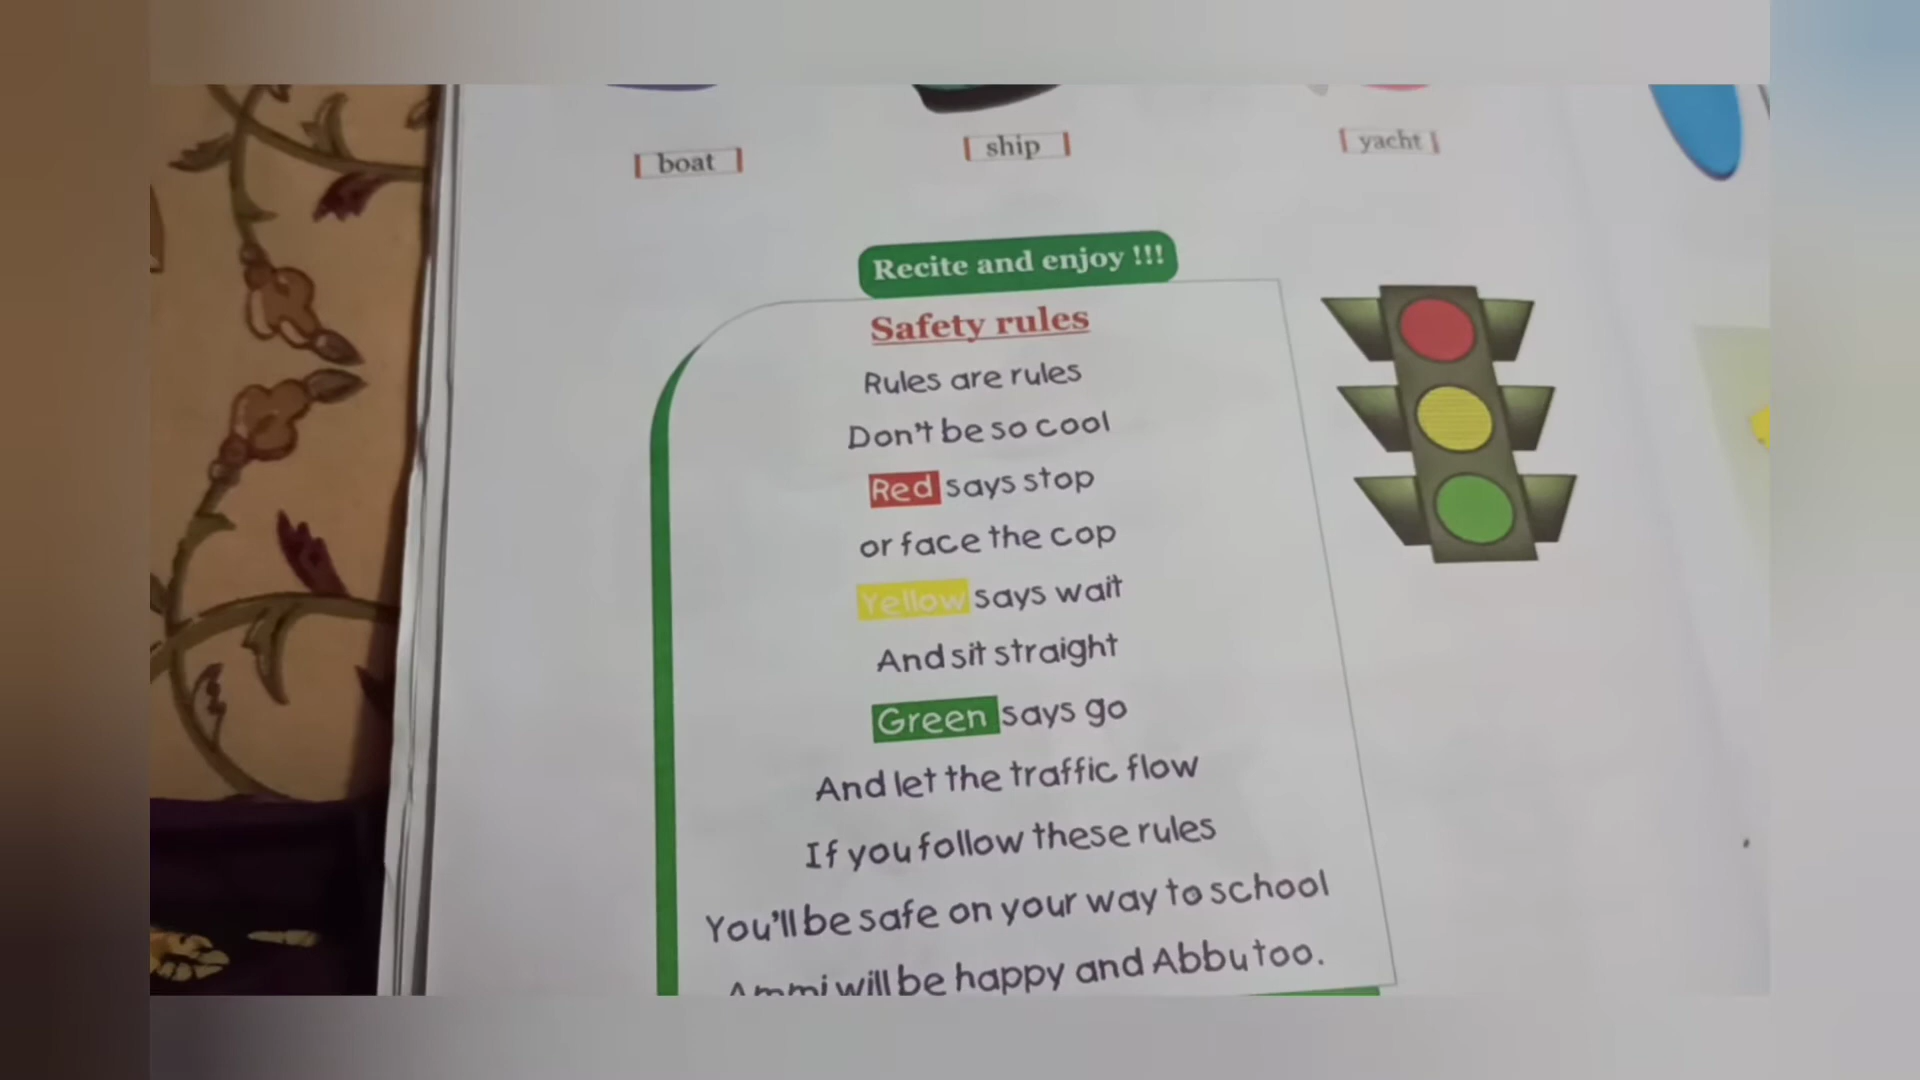 boat
ship
yacht
Recite and enjoy !!!
Safety rules
Rules are rules
Don't be so cool
Red says stop
or face the cop
Yellow says wait
And sit straight
Green says go
And let the traffic flow
If you follow these rules
You'll be safe on your way to school
Ammi will be happy and Abbu too.